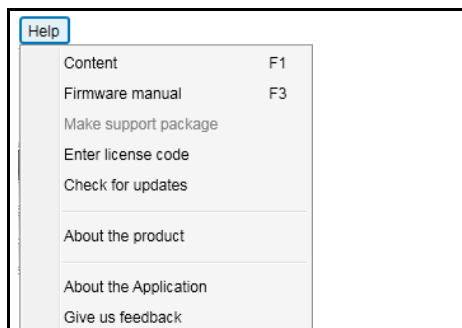 Help
Content F1
Firmware manual F3
Make support package
Enter license code
Check for updates
About the product
About the Application
Give us feedback